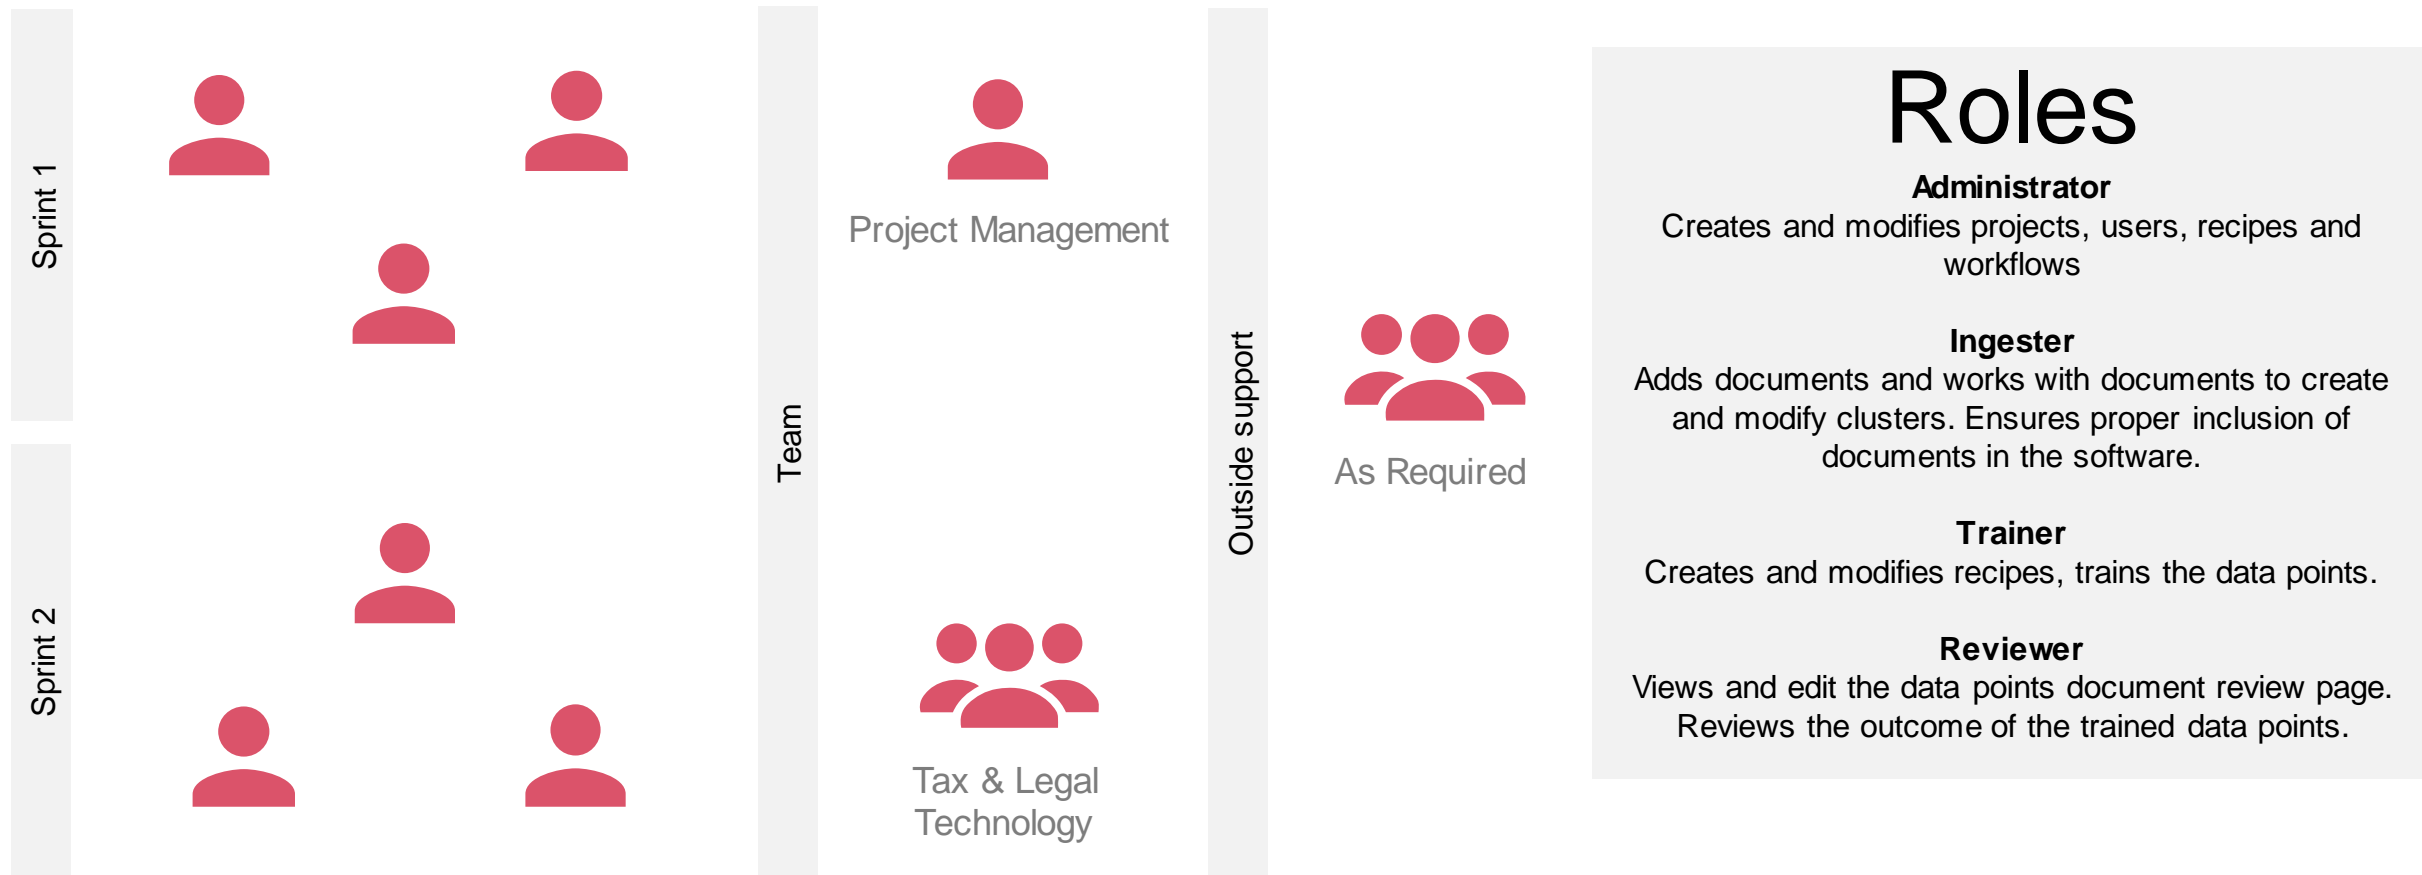 Sprint 1
Sprint 2
Team
Project Management
Tax & Legal
Technology
Outside support
As Required
Roles
Administrator
Creates and modifies projects, users, recipes and
workflows
Ingester
Adds documents and works with documents to create
and modify clusters. Ensures proper inclusion of
documents in the software.
Trainer
Creates and modifies recipes, trains the data points.
Reviewer
Views and edit the data points document review page.
Reviews the outcome of the trained data points.